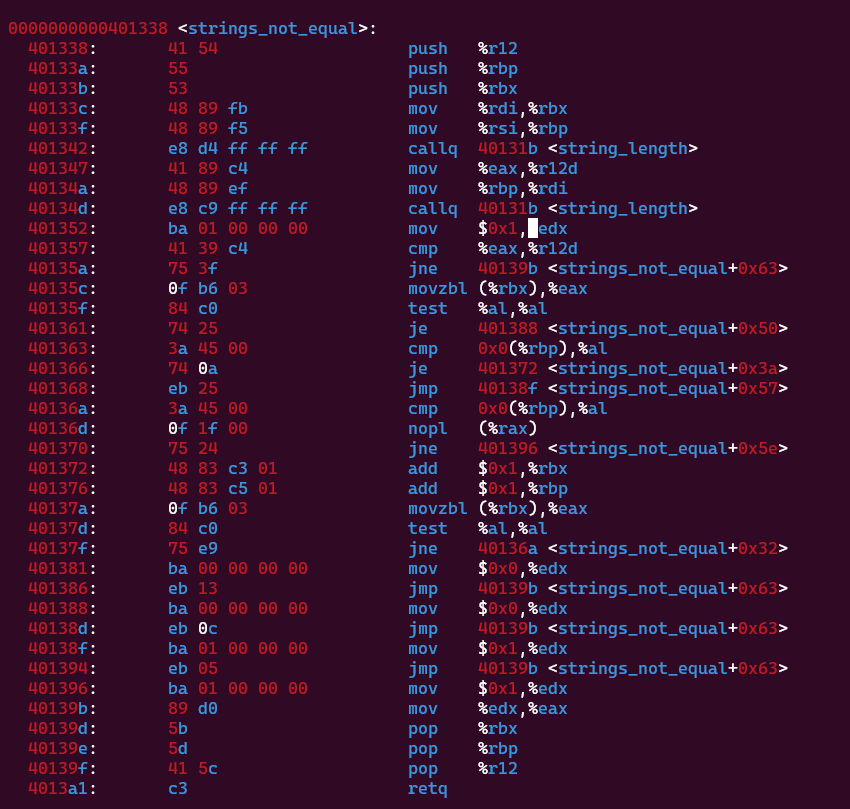 0000000000401338 <strings_not_equal>:
401338: 41 54 push %r12
40133a: 55 push %rbp
40133b: 53 push %rbx
40133c: 48 89 fb mov %rdi,%rbx
40133f: 48 89 f5 mov %rsi,%rbp
401342: e8 d4 ff ff ff callq 40131b <string_length>
401347: 41 89 c4 mov %eax,%r12d
40134a: 48 89 ef mov %rbp,%rdi
40134d: e8 c9 ff ff ff callq 40131b <string_length>
401352: ba 01 00 00 00 mov $0x1,%edx
401357: 41 39 c4 cmp %eax,%r12d
40135a: 75 3f jne 40139b <strings_not_equal+0x63>
40135c: 0f b6 03 movzbl (%rbx),%eax
40135f: 84 c0 test %al,%al
401361: 74 25 je 401388 <strings_not_equal+0x50>
401363: 3a 45 00 cmp 0x0(%rbp),%al
401366: 74 0a je 401372 <strings_not_equal+0x3a>
401368: eb 25 jmp 40138f <strings_not_equal+0x57>
40136a: 3a 45 00 cmp 0x0(%rbp),%al
40136d: 0f 1f 00 nopl (%rax)
401370: 75 24 jne 401396 <strings_not_equal+0x5e>
401372: 48 83 c3 01 add $0x1,%rbx
401376: 48 83 c5 01 add $0x1,%rbp
40137a: 0f b6 03 movzbl (%rbx),%eax
40137d: 84 c0 test %al,%al
40137f: 75 e9 jne 40136a <strings_not_equal+0x32>
401381: ba 00 00 00 00 mov $0x0,%edx
401386: eb 13 jmp 40139b <strings_not_equal+0x63>
401388: ba 00 00 00 00 mov $0x0,%edx
40138d: eb 0c jmp 40139b <strings_not_equal+0x63>
40138f: ba 01 00 00 00 mov $0x1,%edx
401394: eb 05 jmp 40139b <strings_not_equal+0x63>
401396: ba 01 00 00 00 mov $0x1,%edx
40139b: 89 d0 mov %edx,%eax
40139d: 5b pop %rbx
40139e: 5d pop %rbp
40139f: 41 5c pop %r12
4013a1: c3 retq